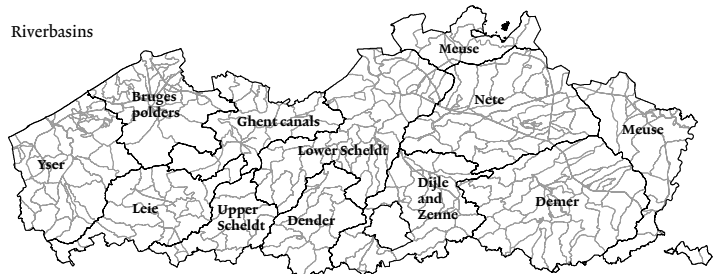 Riverbasins
Meuse
Bruges
polders
Nete
Ghent canals
Meuse
Lower Scheldt
Yser
Dijle
and
Zenne
Leie
Upper
Scheldt
Dender
Demer